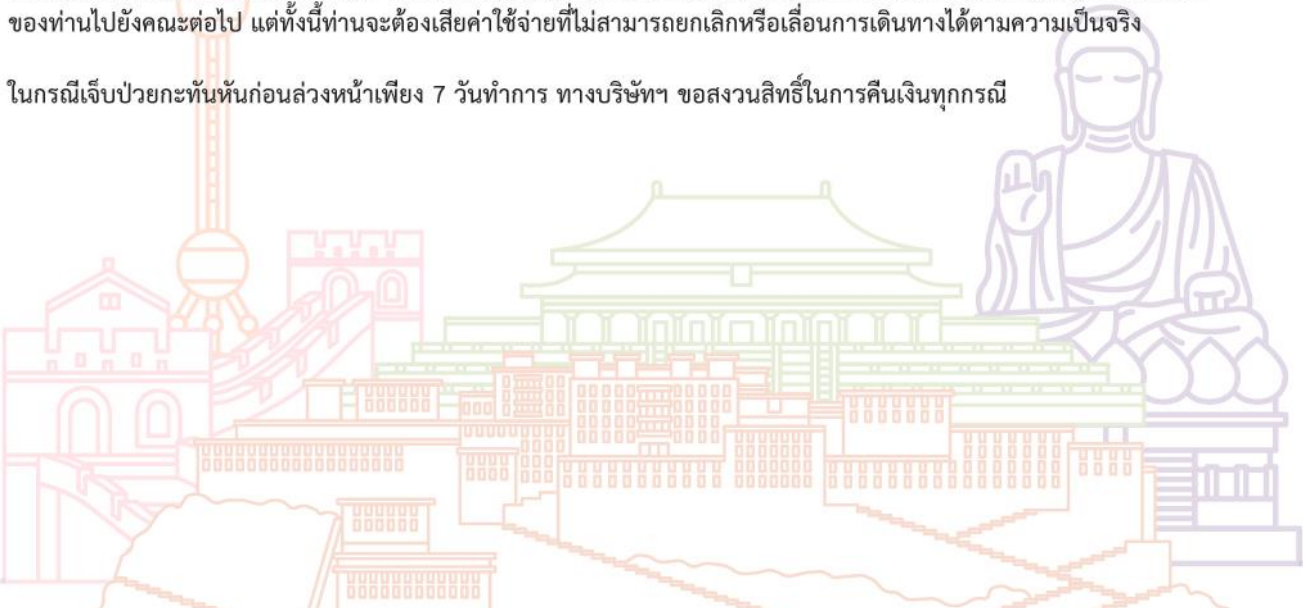 ของท่านไปยังคณะต่อไป แต่ทั้งนี้ท่านจะต้องเสียค่าใช้จ่ายที่ไม่สามารถยกเลิกหรือเลื่อนการเดินทางได้ตามความเป็นจริง
ในกรณีเจ็บป่วยกะทันหันก่อนล่วงหน้าเพียง 7 วันทำการ ทางบริษัทฯ ขอสงวนสิทธิ์ในการคืนเงินทุกกรณี